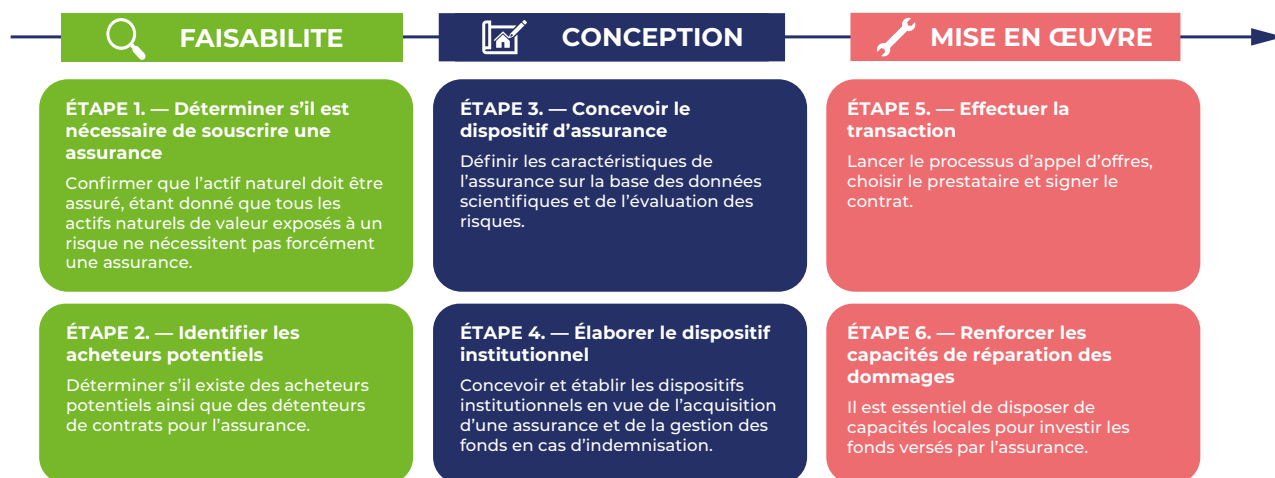 FAISABILITE
CONCEPTION
MISE EN ŒUVRE
ÉTAPE 1. — Déterminer s’il est
nécessaire de souscrire une
assurance
Confirmer que l’actif naturel doit être
assuré, étant donné que tous les
actifs naturels de valeur exposés à un
risque ne nécessitent pas forcément
une assurance.
ÉTAPE 2. — Identifier les
acheteurs potentiels
Déterminer s’il existe des acheteurs
potentiels ainsi que des détenteurs
de contrats pour l’assurance.
ÉTAPE 3. — Concevoir le
dispositif d’assurance
Définir les caractéristiques de
l’assurance sur la base des données
scientifiques et de l’évaluation des
risques.
ÉTAPE 4. — Élaborer le dispositif
institutionnel
Concevoir et établir les dispositifs
institutionnels en vue de l’acquisition
d’une assurance et de la gestion des
fonds en cas d’indemnisation.
ÉTAPE 5. — Effectuer la
transaction
Lancer le processus d’appel d’offres,
choisir le prestataire et signer le
contrat.
ÉTAPE 6. — Renforcer les
capacités de réparation des
dommages
Il est essentiel de disposer de
capacités locales pour investir les
fonds versés par l’assurance.